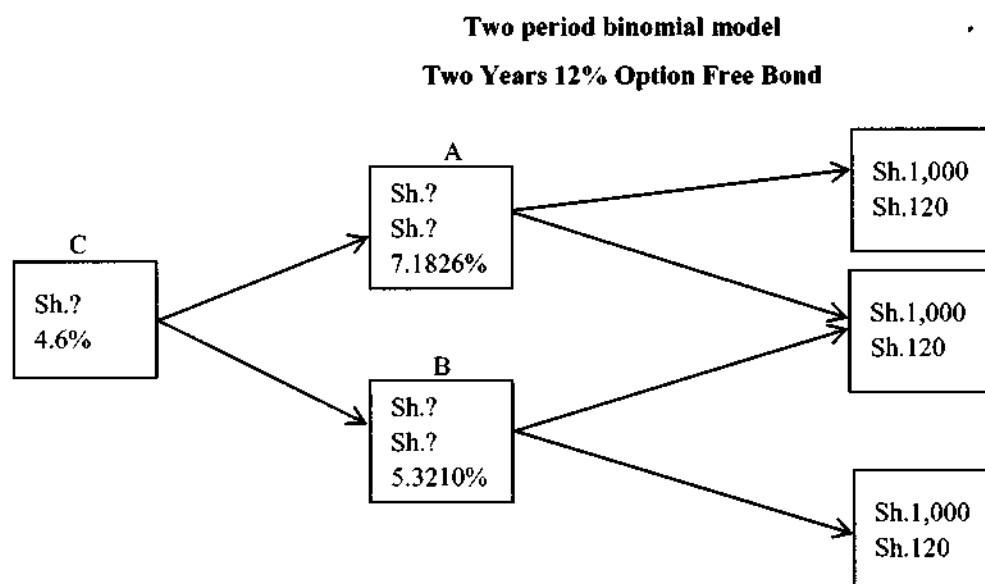 Two period binomial model
Two Years 12% Option Free Bond
C
Sh.?
4.6%
A
Sh.?
Sh.?
7.1826%
B
Sh.?
Sh.?
5.3210%
Sh.1,000
Sh.120
Sh.1,000
Sh.120
Sh.1,000
Sh.120